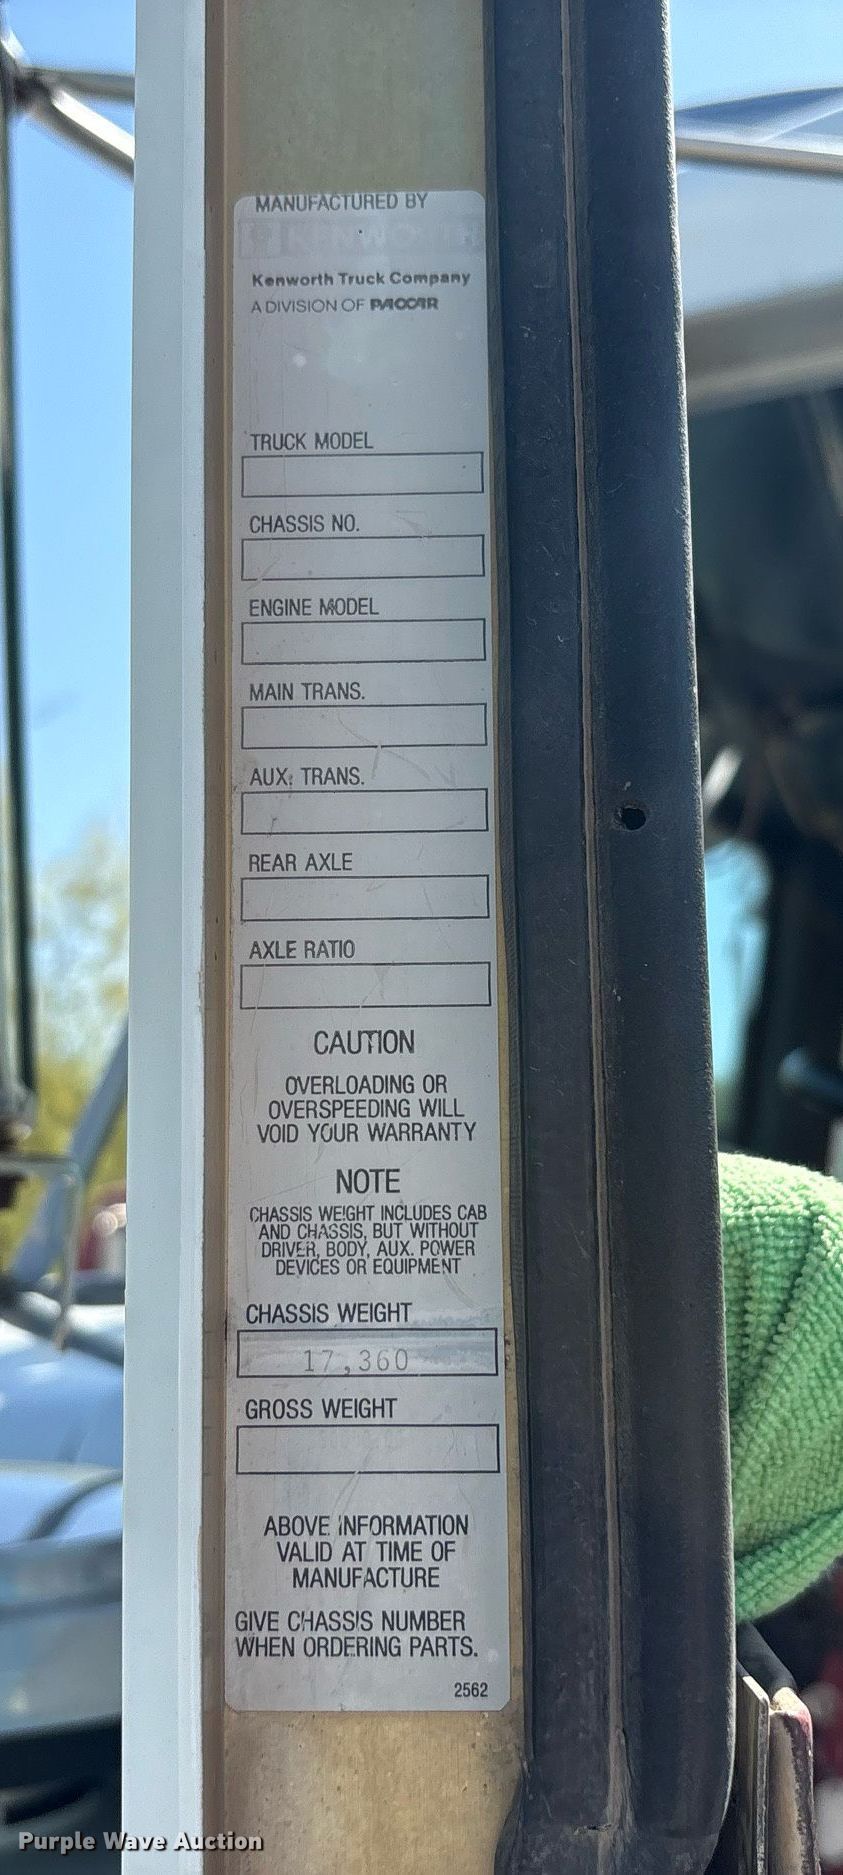 MANUFACTURED BY
KENWORTH
Kenworth Truck Company
A DIVISION OF PACCAR
TRUCK MODEL
CHASSIS NO.
ENGINE MODEL
MAIN TRANS.
AUX. TRANS.
REAR AXLE
AXLE RATIO
CAUTION
OVERLOADING OR
OVERSPEEDING WILL
VOID YOUR WARRANTY
NOTE
CHASSIS WEIGHT INCLUDES CAB
AND CHASSIS, BUT WITHOUT
DRIVER, BODY, AUX. POWER
DEVICES OR EQUIPMENT
CHASSIS WEIGHT
17,360
GROSS WEIGHT
ABOVE INFORMATION
VALID AT TIME OF
MANUFACTURE
GIVE CHASSIS NUMBER
WHEN ORDERING PARTS.
2562
Purple Wave Auction